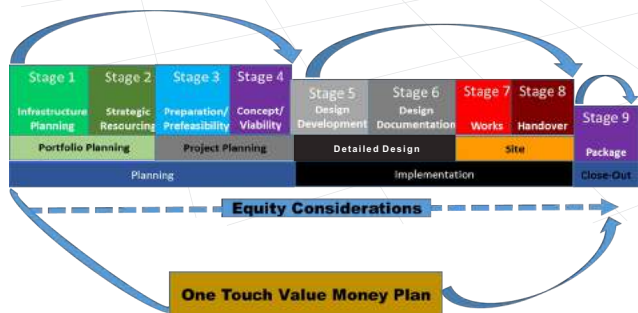 Stage 1
Infrastructure
Planning
Stage 2
Strategic
Resourcing
Stage 3
Preparation/
Prefeasibility
Stage 4
Concept/
Viability
Stage 5
Design
Development
Stage 6
Design
Documentation
Stage 7
Works
Stage 8
Handover
Stage 9
Package
Portfolio Planning
Project Planning
Detailed Design
Site
Planning
Implementation
Close-Out
Equity Considerations
One Touch Value Money Plan